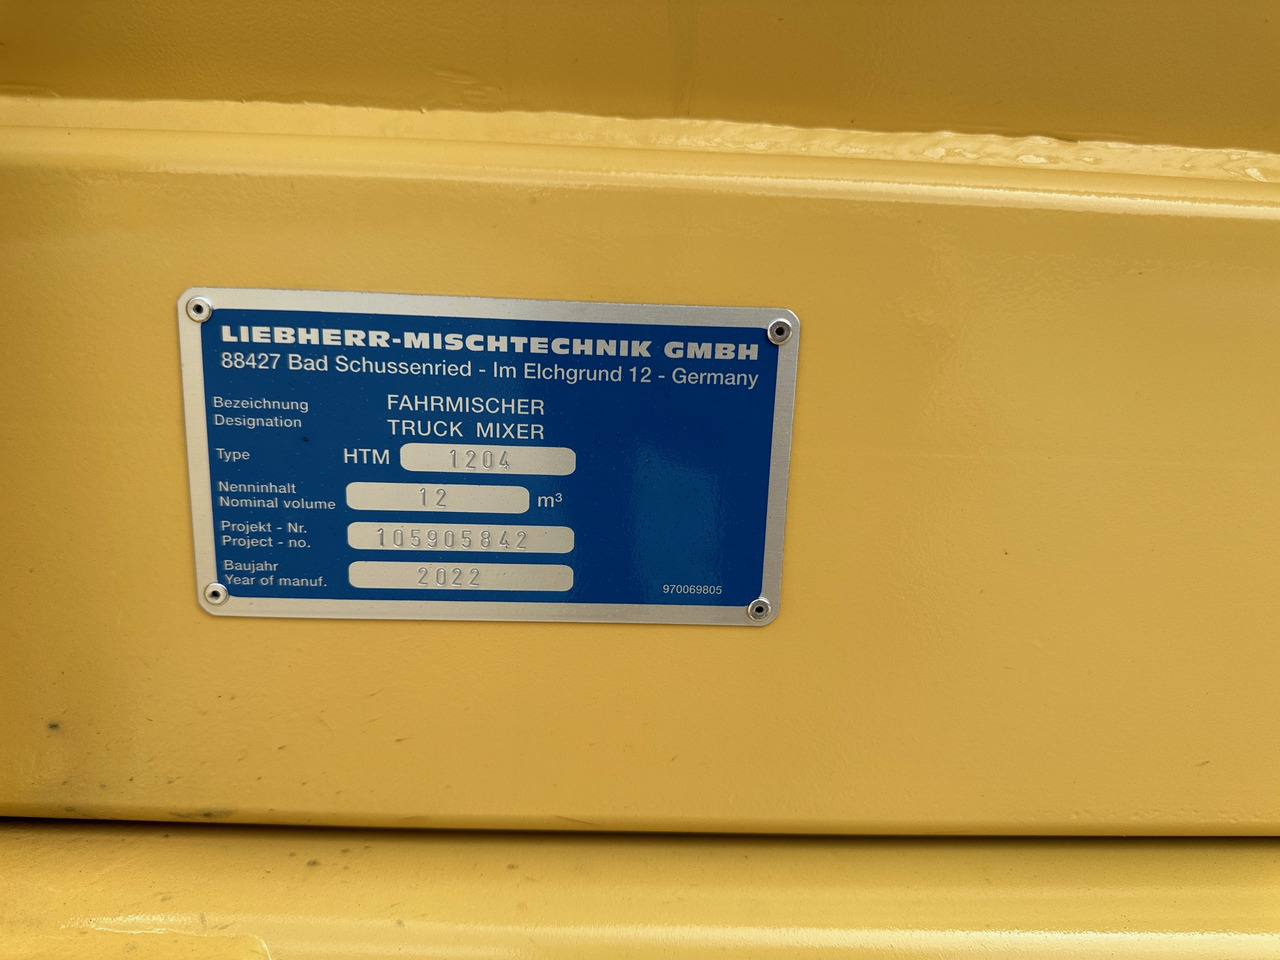 LIEBHERR-MISCHTECHNIK GMBH
88427 Bad Schussenried - Im Elchgrund 12 - Germany
Bezeichnung FAHRMISCHER
Designation TRUCK MIXER
Type HTM 1204
Nenninhalt
Nominal volume 12 m³
Projekt - Nr.
Project - no. 105905842
Baujahr
Year of manuf. 2022
970069805